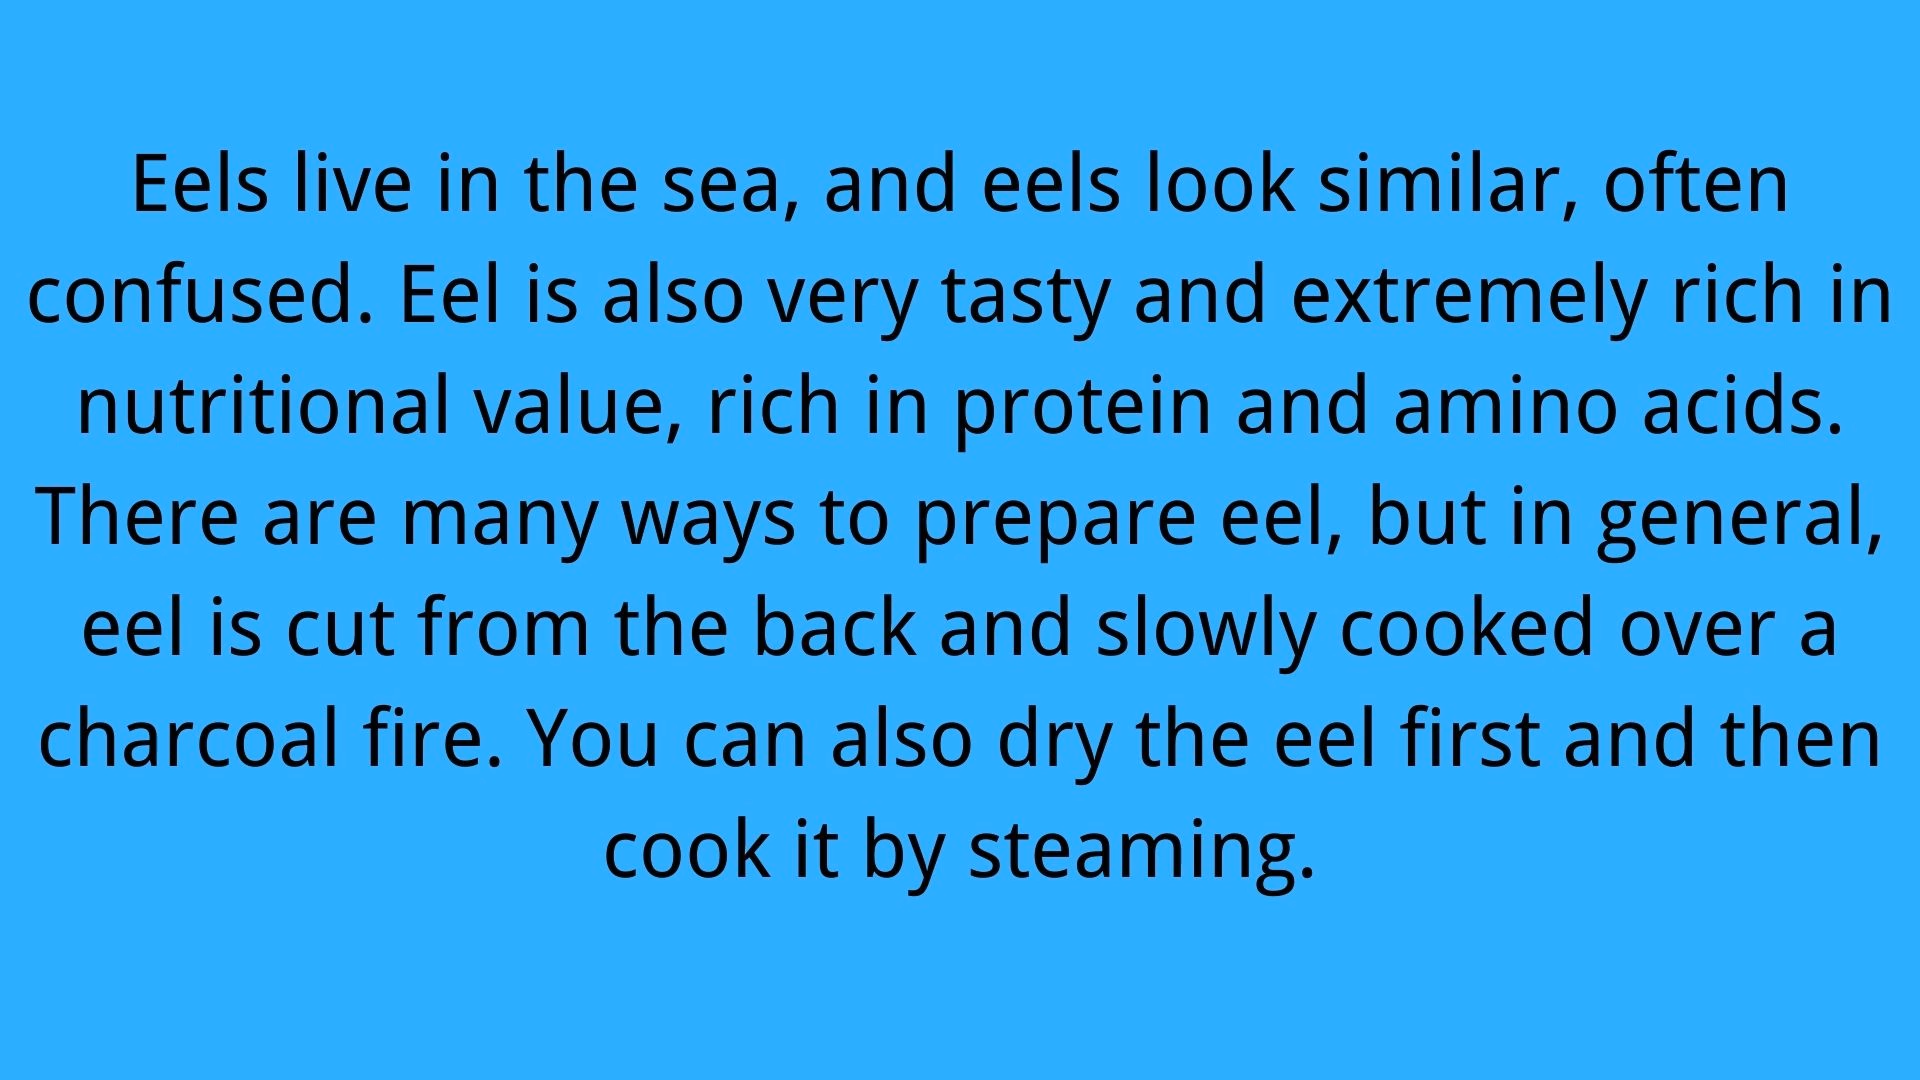 Eels live in the sea, and eels look similar, often
confused. Eel is also very tasty and extremely rich in
nutritional value, rich in protein and amino acids.
There are many ways to prepare eel, but in general,
eel is cut from the back and slowly cooked over a
charcoal fire. You can also dry the eel first and then
cook it by steaming.